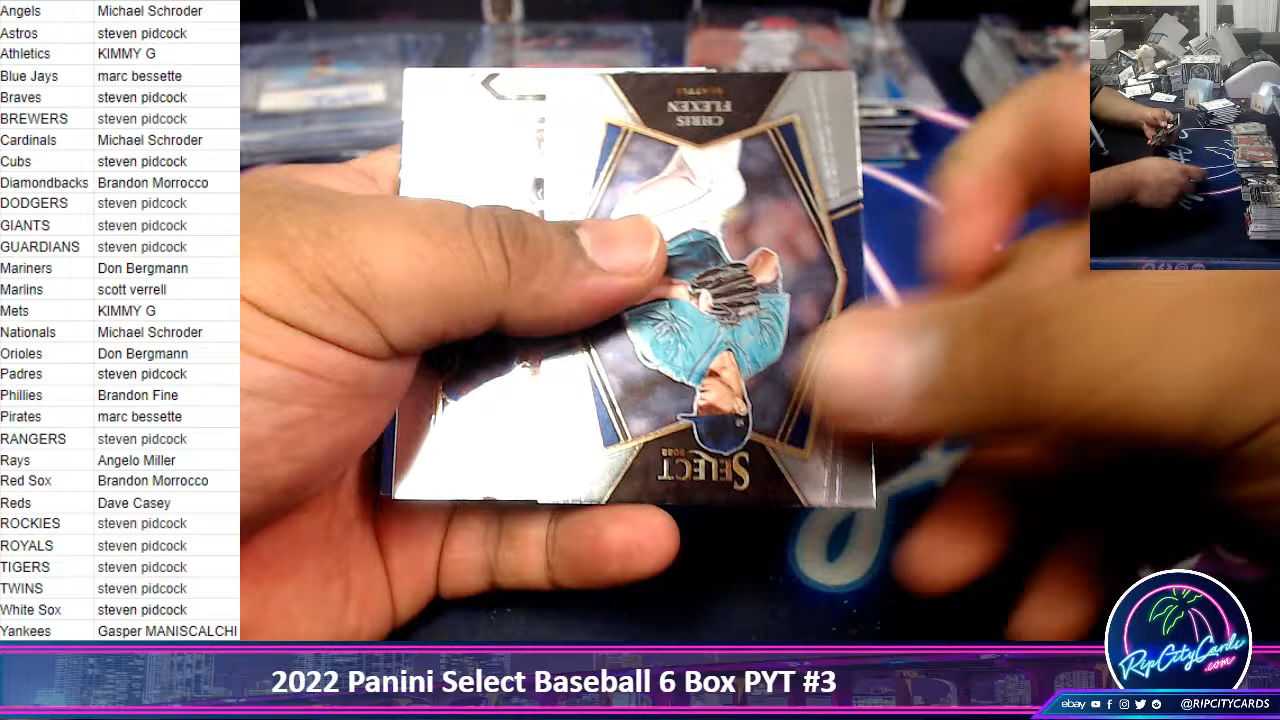 Angels Michael Schroder
Astros steven pidcock
Athletics KIMMY G
Blue Jays marc bessette
Braves steven pidcock
BREWERS steven pidcock
Cardinals Michael Schroder
Cubs steven pidcock
Diamondbacks Brandon Morrocco
DODGERS steven pidcock
GIANTS steven pidcock
GUARDIANS steven pidcock
Mariners Don Bergmann
Marlins scott verrell
Mets KIMMY G
Nationals Michael Schroder
Orioles Don Bergmann
Padres steven pidcock
Phillies Brandon Fine
Pirates marc bessette
RANGERS steven pidcock
Rays Angelo Miller
Red Sox Brandon Morrocco
Reds Dave Casey
ROCKIES steven pidcock
ROYALS steven pidcock
TIGERS steven pidcock
TWINS steven pidcock
White Sox steven pidcock
Yankees Gasper MANISCALCHI
SEATTLE
CHRIS
FLEXEN
SELECT
2022
2022 Panini Select Baseball 6 Box PYT #3
RipCityCards
.com
ebay @RIPCITYCARDS